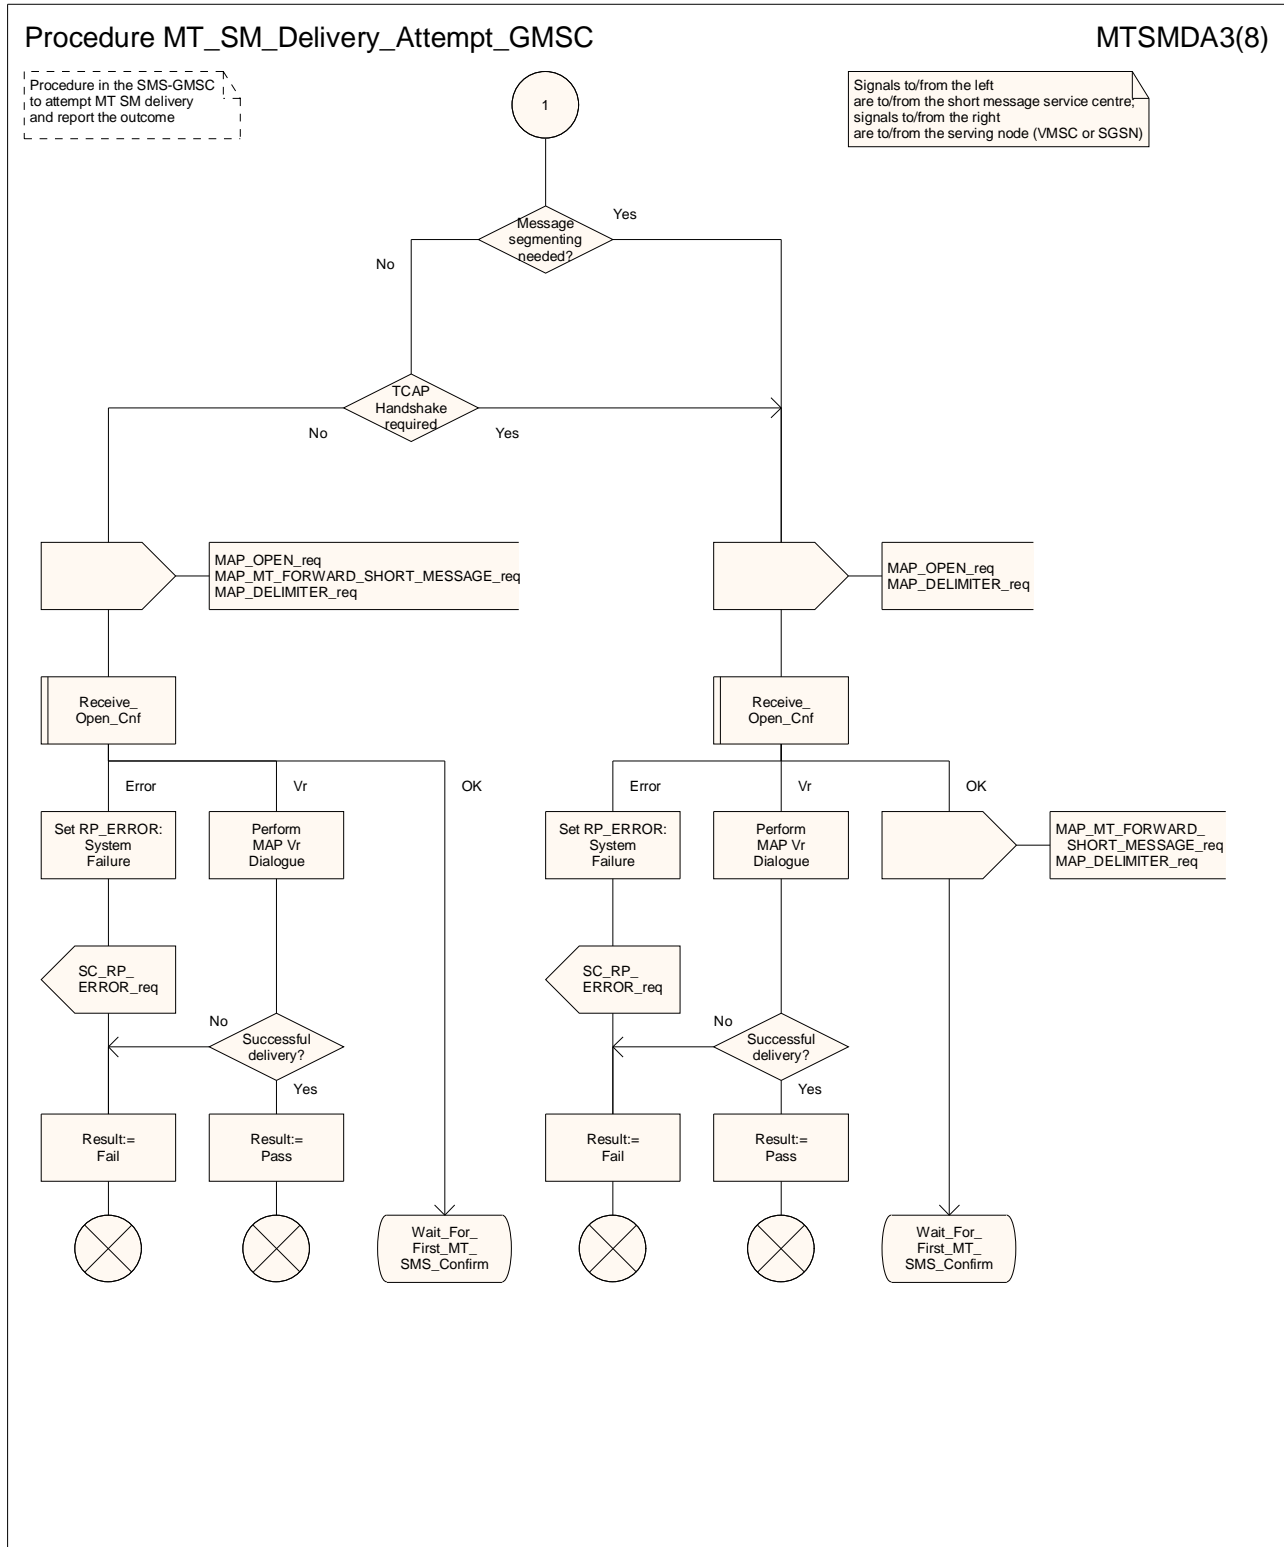 Procedure MT_SM_Delivery_Attempt_GMSC
MTSMDA3(8)
Procedure in the SMS-GMSC
to attempt MT SM delivery
and report the outcome
1
Signals to/from the left
are to/from the short message service centre;
signals to/from the right
are to/from the serving node (VMSC or SGSN)
Message
segmenting
needed?
Yes
No
TCAP
Handshake
required
No
Yes
MAP_OPEN_req
MAP_MT_FORWARD_SHORT_MESSAGE_req
MAP_DELIMITER_req
MAP_OPEN_req
MAP_DELIMITER_req
Receive_
Open_Cnf
Receive_
Open_Cnf
Error
Vr
OK
Error
Vr
OK
Set RP_ERROR:
System
Failure
Perform
MAP Vr
Dialogue
Set RP_ERROR:
System
Failure
Perform
MAP Vr
Dialogue
MAP_MT_FORWARD_
SHORT_MESSAGE_req
MAP_DELIMITER_req
SC_RP_
ERROR_req
SC_RP_
ERROR_req
No
Successful
delivery?
Yes
No
Successful
delivery?
Yes
Result:=
Fail
Result:=
Pass
Result:=
Fail
Result:=
Pass
Wait_For_
First_MT_
SMS_Confirm
Wait_For_
First_MT_
SMS_Confirm